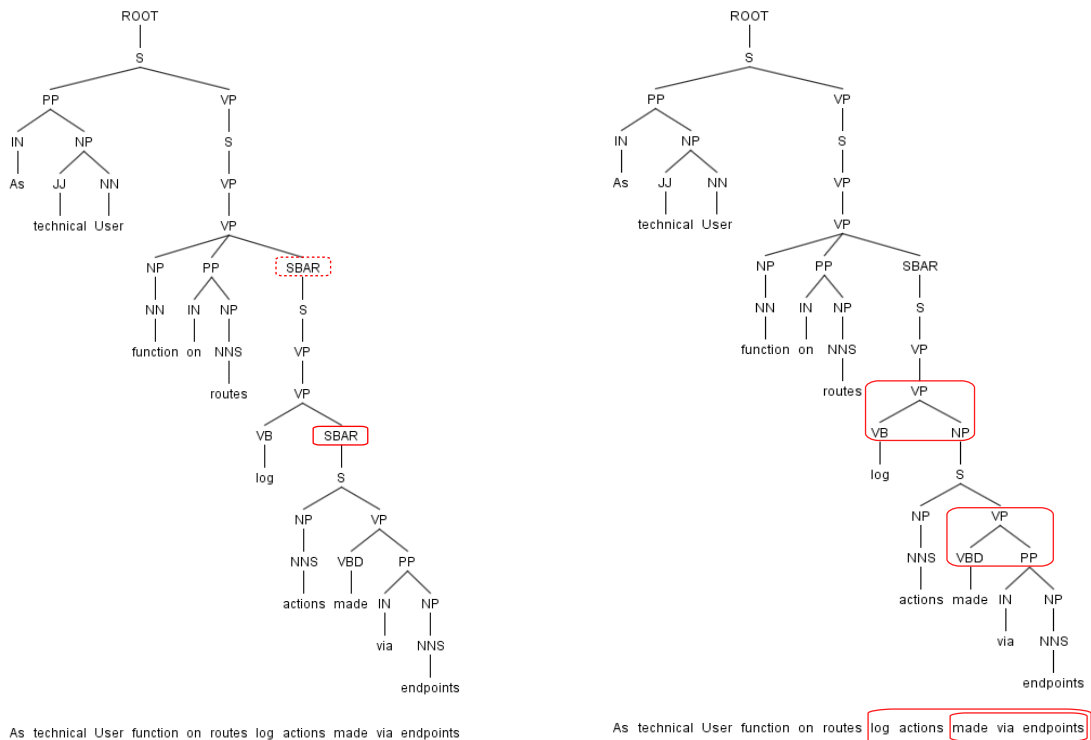 ROOT
S
PP VP
IN NP S
As JJ NN VP
technical User VP
NP PP SBAR
NN IN NP S
function on NNS VP
routes VP
VB SBAR
log S
NP VP
NNS VBD PP
actions made IN NP
via NNS
endpoints
As technical User function on routes log actions made via endpoints
ROOT
S
PP VP
IN NP S
As JJ NN VP
technical User VP
NP PP SBAR
NN IN NP S
function on NNS VP
routes VP
VB NP
log S
NP VP
NNS VBD PP
actions made IN NP
via NNS
endpoints
As technical User function on routes log actions made via endpoints